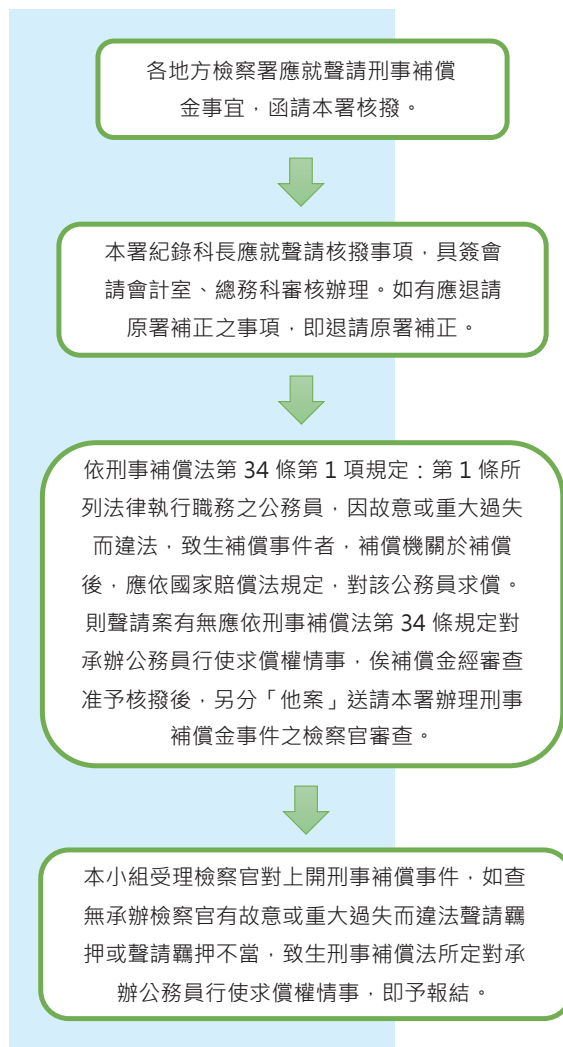 各地方檢察署應就聲請刑事補償
金事宜，函請本署核撥。
本署紀錄科長應就聲請核撥事項，具簽會
請會計室、總務科審核辦理。如有應退請
原署補正之事項，即退請原署補正。
依刑事補償法第 34 條第 1 項規定：第 1 條所
列法律執行職務之公務員，因故意或重大過失
而違法，致生補償事件者，補償機關於補償
後，應依國家賠償法規定，對該公務員求償。
則聲請案有無應依刑事補償法第 34 條規定對
承辦公務員行使求償權情事，俟補償金經審查
准予核撥後，另分「他案」送請本署辦理刑事
補償金事件之檢察官審查。
本小組受理檢察官對上開刑事補償事件，如查
無承辦檢察官有故意或重大過失而違法聲請羈
押或聲請羈押不當，致生刑事補償法所定對承
辦公務員行使求償權情事，即予報結。